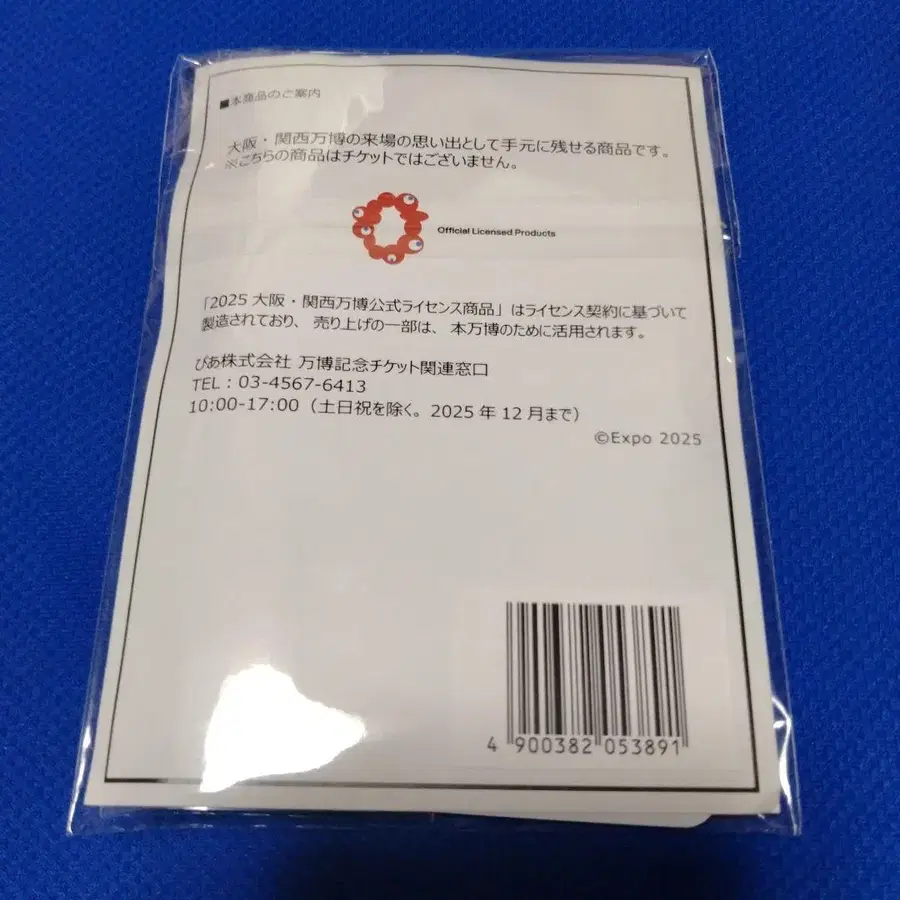 ■本商品のご案内
大阪・関西万博の来場の思い出として手元に残せる商品です。
※こちらの商品はチケットではございません。
Official Licensed Products
「2025 大阪・関西万博公式ライセンス商品」はライセンス契約に基づいて
製造されており、売り上げの一部は、本万博のために活用されます。
ぴあ株式会社 万博記念チケット関連窓口
TEL：03-4567-6413
10:00-17:00（土日祝を除く。2025 年 12 月まで）
©Expo 2025
4 900382 053891